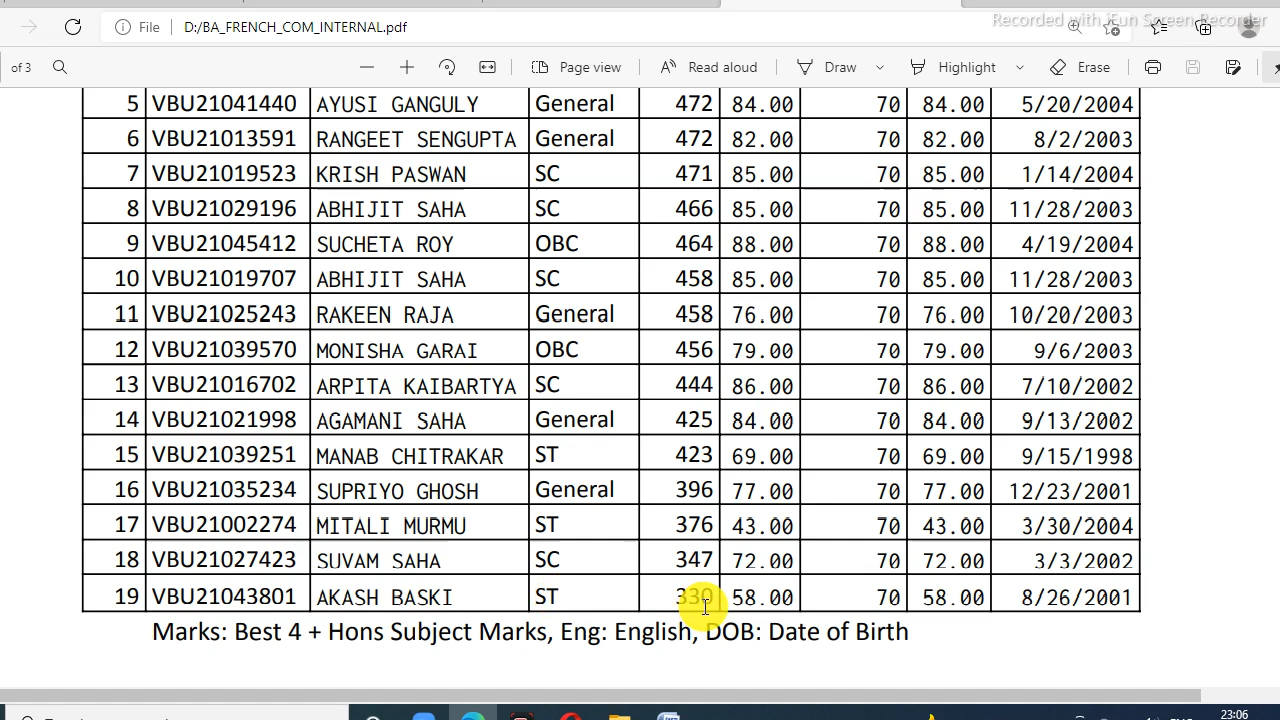 Recorded with iFun Screen Recorder
File D:/BA_FRENCH_COM_INTERNAL.pdf
of 3 Page view Read aloud Draw Highlight Erase
5 VBU21041440 AYUSI GANGULY General 472 84.00 70 84.00 5/20/2004
6 VBU21013591 RANGEET SENGUPTA General 472 82.00 70 82.00 8/2/2003
7 VBU21019523 KRISH PASWAN SC 471 85.00 70 85.00 1/14/2004
8 VBU21029196 ABHIJIT SAHA SC 466 85.00 70 85.00 11/28/2003
9 VBU21045412 SUCHETA ROY OBC 464 88.00 70 88.00 4/19/2004
10 VBU21019707 ABHIJIT SAHA SC 458 85.00 70 85.00 11/28/2003
11 VBU21025243 RAKEEN RAJA General 458 76.00 70 76.00 10/20/2003
12 VBU21039570 MONISHA GARAI OBC 456 79.00 70 79.00 9/6/2003
13 VBU21016702 ARPITA KAIBARTYA SC 444 86.00 70 86.00 7/10/2002
14 VBU21021998 AGAMANI SAHA General 425 84.00 70 84.00 9/13/2002
15 VBU21039251 MANAB CHITRAKAR ST 423 69.00 70 69.00 9/15/1998
16 VBU21035234 SUPRIYO GHOSH General 396 77.00 70 77.00 12/23/2001
17 VBU21002274 MITALI MURMU ST 376 43.00 70 43.00 3/30/2004
18 VBU21027423 SUVAM SAHA SC 347 72.00 70 72.00 3/3/2002
19 VBU21043801 AKASH BASKI ST 330 58.00 70 58.00 8/26/2001
Marks: Best 4 + Hons Subject Marks, Eng: English, DOB: Date of Birth
23:06